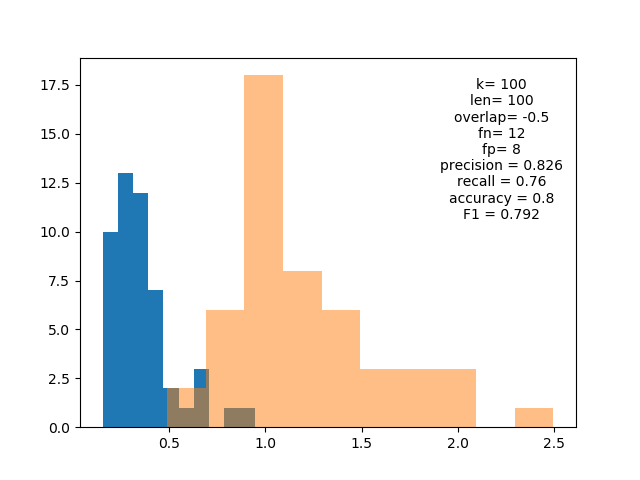 17.5
15.0
12.5
10.0
7.5
5.0
2.5
0.0
k= 100
len= 100
overlap= -0.5
fn= 12
fp= 8
precision = 0.826
recall = 0.76
accuracy = 0.8
F1 = 0.792
0.5 1.0 1.5 2.0 2.5